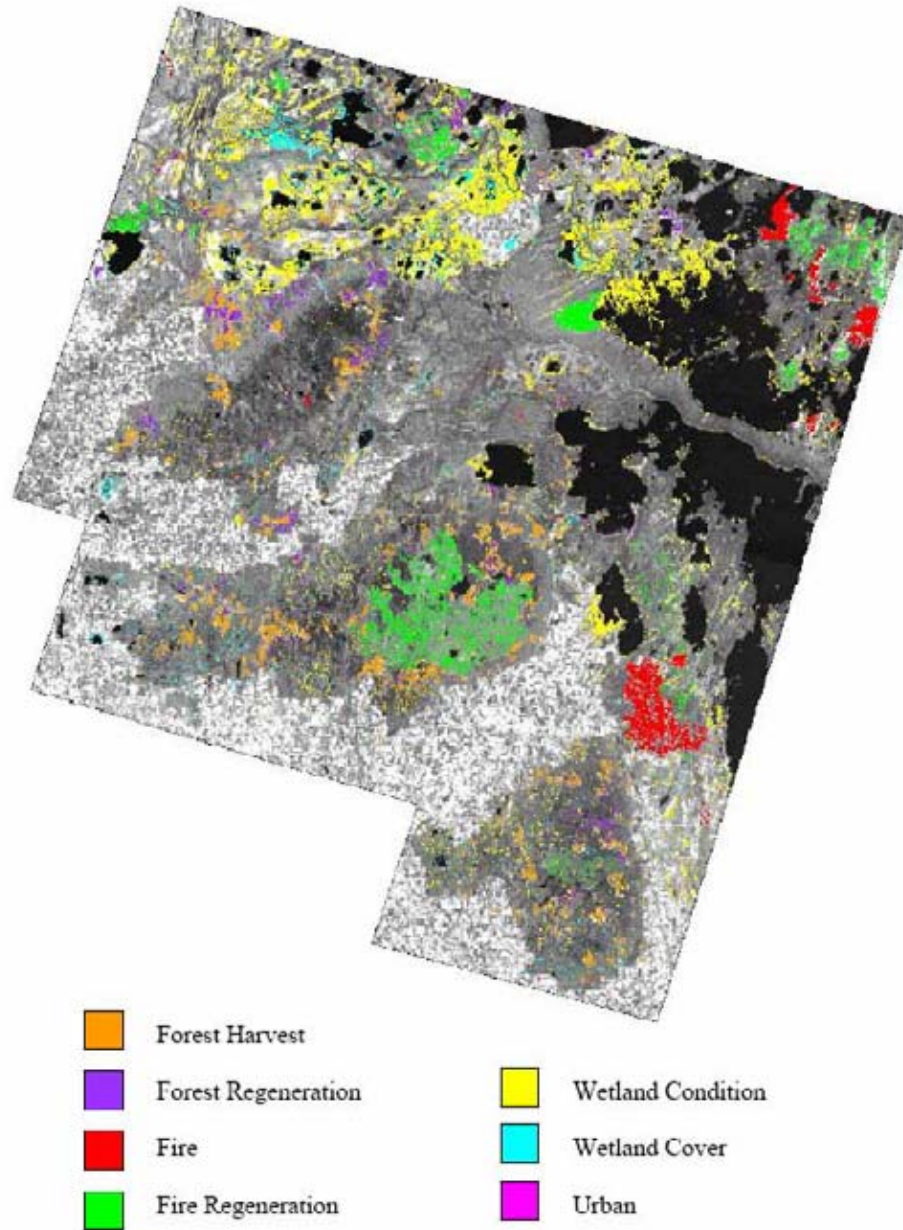 Forest Harvest
Forest Regeneration
Fire
Fire Regeneration
Wetland Condition
Wetland Cover
Urban